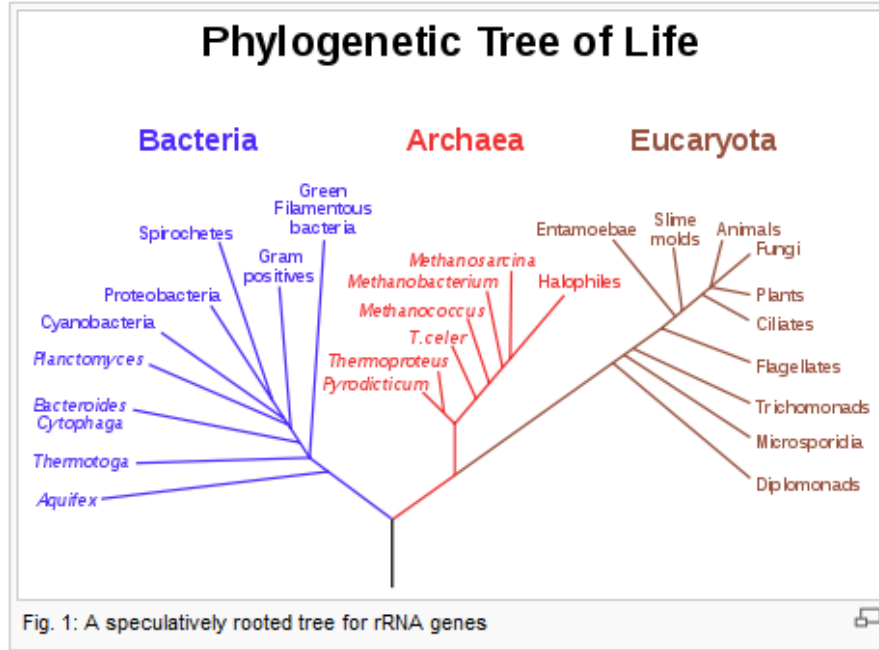 Phylogenetic Tree of Life
Bacteria
Archaea
Eucaryota
Green
Filamentous
bacteria
Spirochetes
Gram
positives
Proteobacteria
Cyanobacteria
Planctomyces
Bacteroides
Cytophaga
Thermotoga
Aquifex
Methanosarcina
Methanobacterium
Halophiles
Methanococcus
T.celer
Thermoproteus
Pyrodicticum
Entamoebae
Slime
molds
Animals
Fungi
Plants
Ciliates
Flagellates
Trichomonads
Microsporidia
Diplomonads
Fig. 1: A speculatively rooted tree for rRNA genes